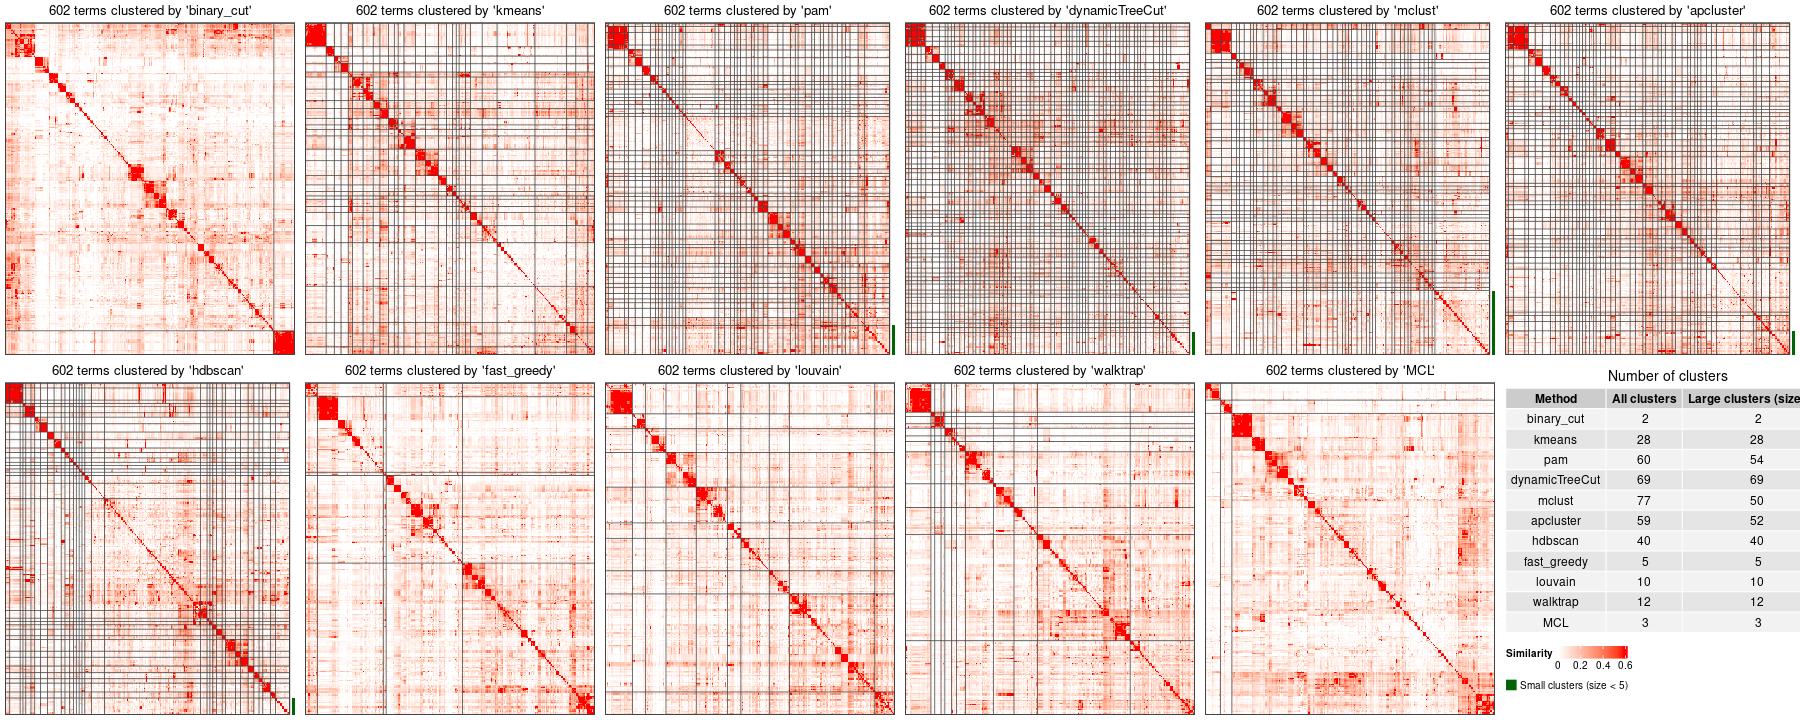 602 terms clustered by 'binary_cut'
602 terms clustered by 'kmeans'
602 terms clustered by 'pam'
602 terms clustered by 'dynamicTreeCut'
602 terms clustered by 'mclust'
602 terms clustered by 'apcluster'
602 terms clustered by 'hdbscan'
602 terms clustered by 'fast_greedy'
602 terms clustered by 'louvain'
602 terms clustered by 'walktrap'
602 terms clustered by 'MCL'
Number of clusters
Method All clusters Large clusters (size
binary_cut 2 2
kmeans 28 28
pam 60 54
dynamicTreeCut 69 69
mclust 77 50
apcluster 59 52
hdbscan 40 40
fast_greedy 5 5
louvain 10 10
walktrap 12 12
MCL 3 3
Similarity
0 0.2 0.4 0.6
Small clusters (size < 5)